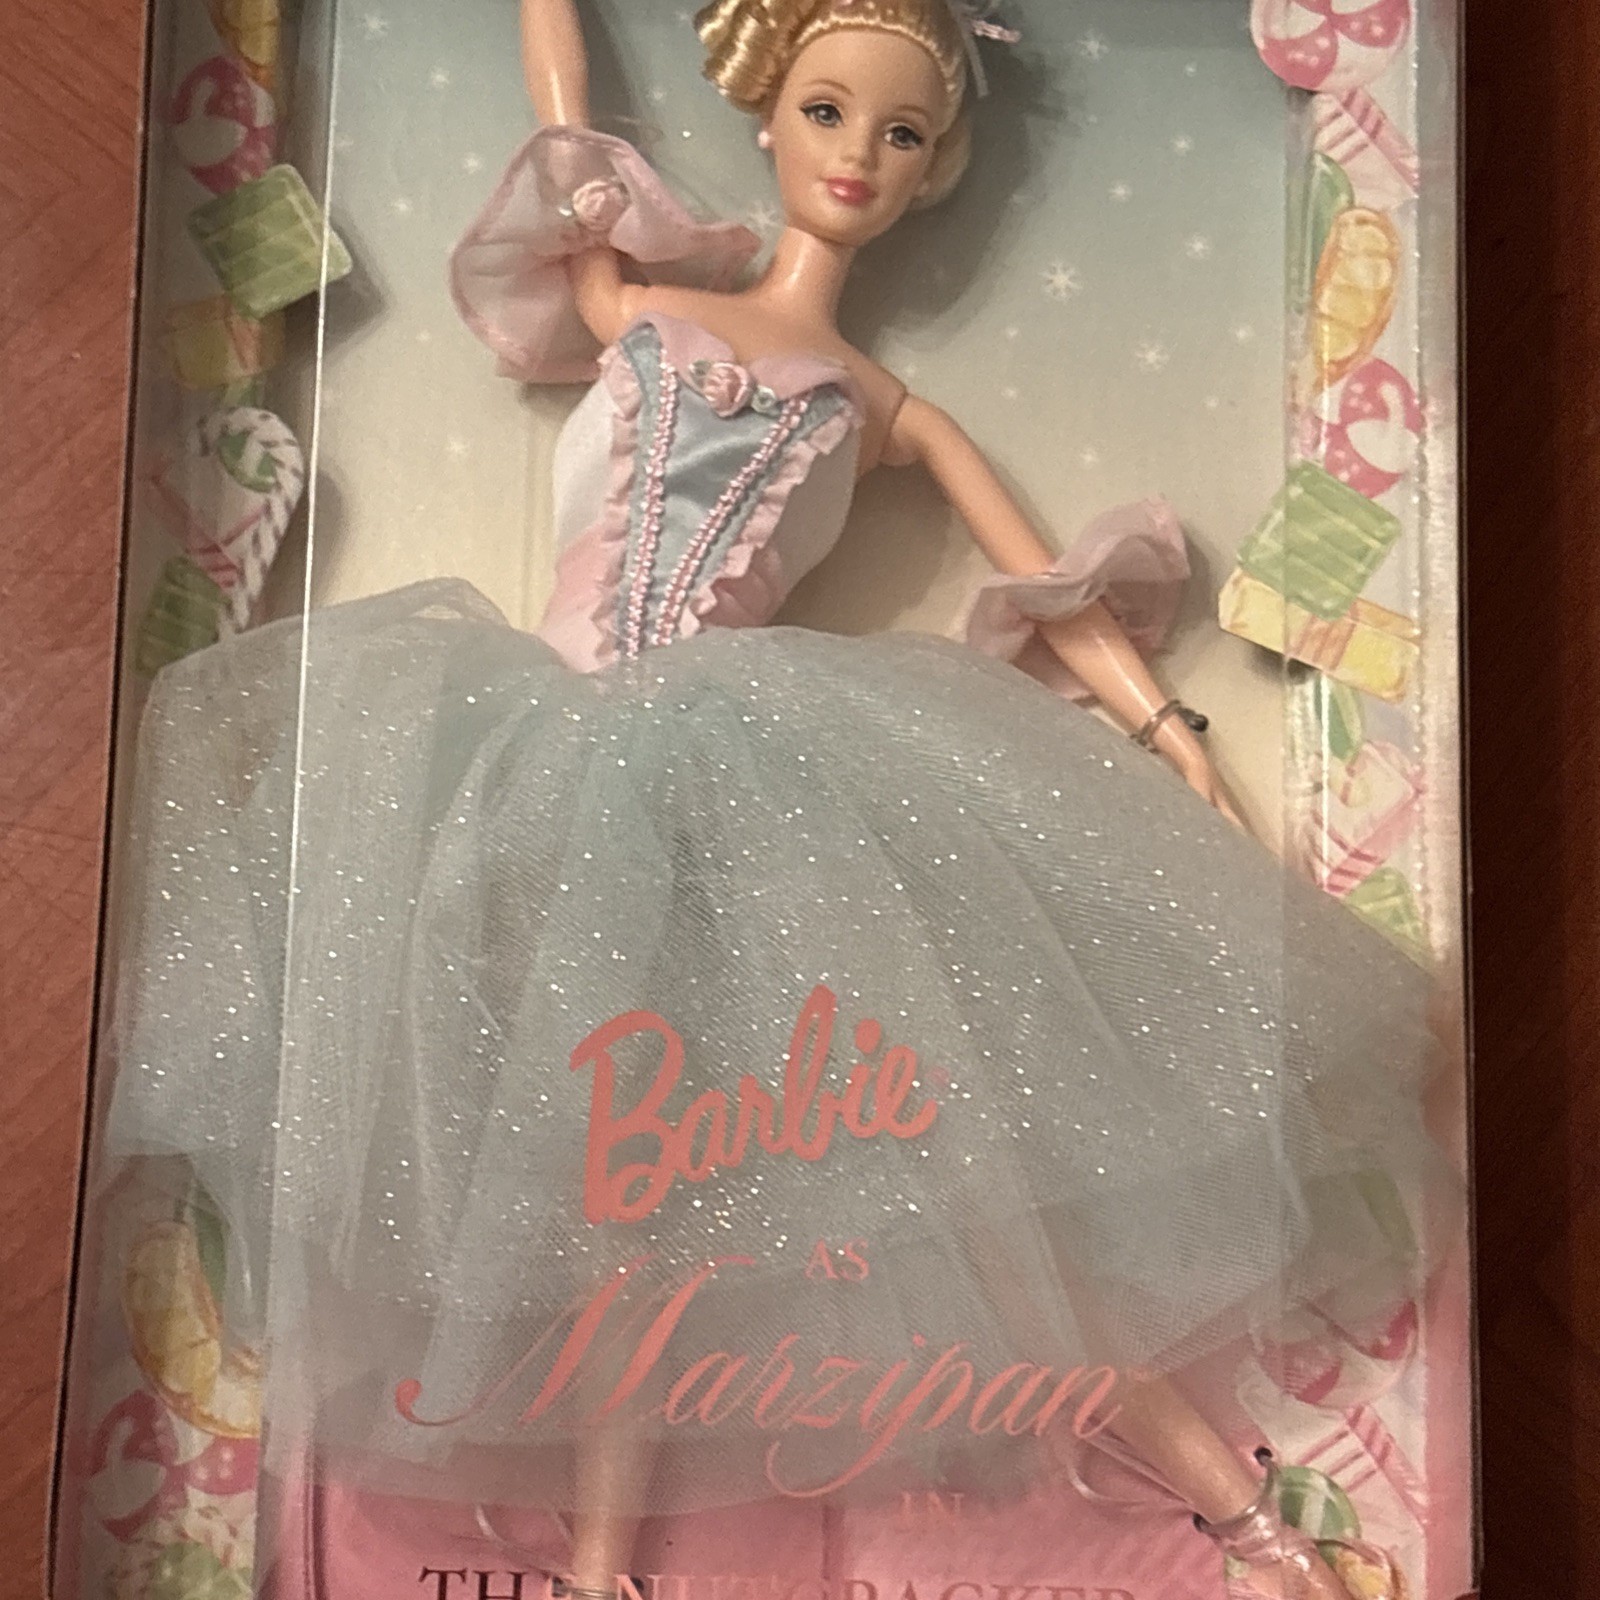 Barbie®
AS
Marzipan
IN
THE NUTCRACKER